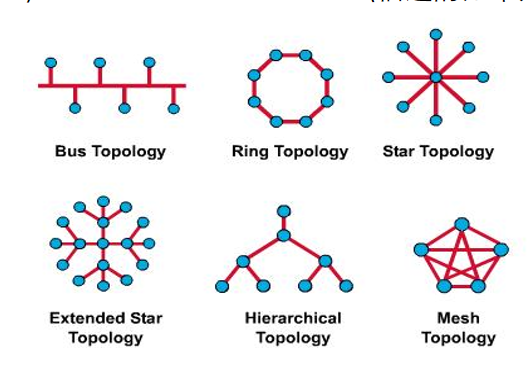 Bus Topology
Ring Topology
Star Topology
Extended Star
Topology
Hierarchical
Topology
Mesh
Topology